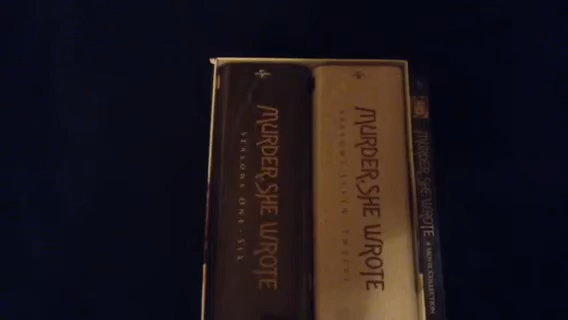 MURDER, SHE WROTE
SEASONS ONE-SIX
MURDER, SHE WROTE
SEASONS SEVEN-TWELVE
MURDER, SHE WROTE
4 MOVIE COLLECTION